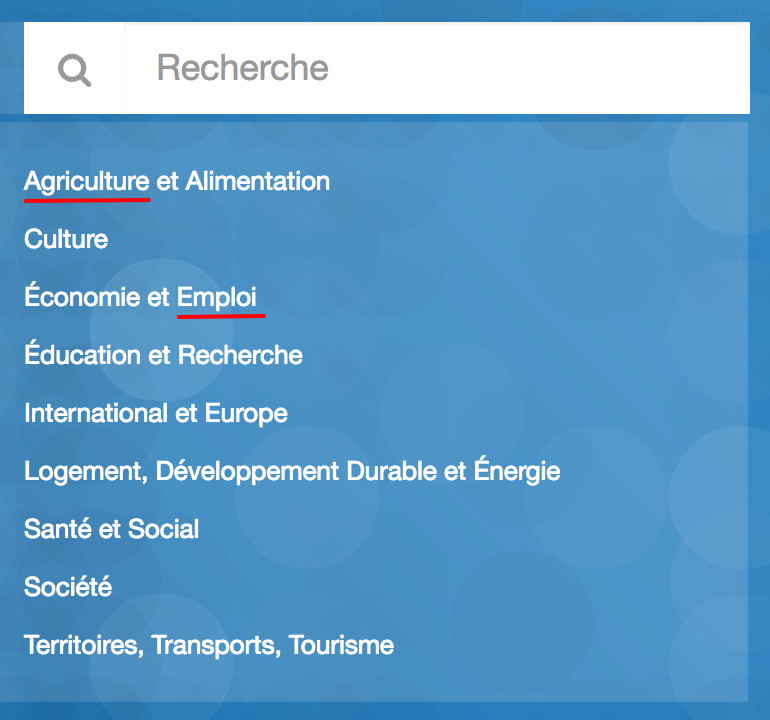 Recherche
Agriculture et Alimentation
Culture
Économie et Emploi
Éducation et Recherche
International et Europe
Logement, Développement Durable et Énergie
Santé et Social
Société
Territoires, Transports, Tourisme